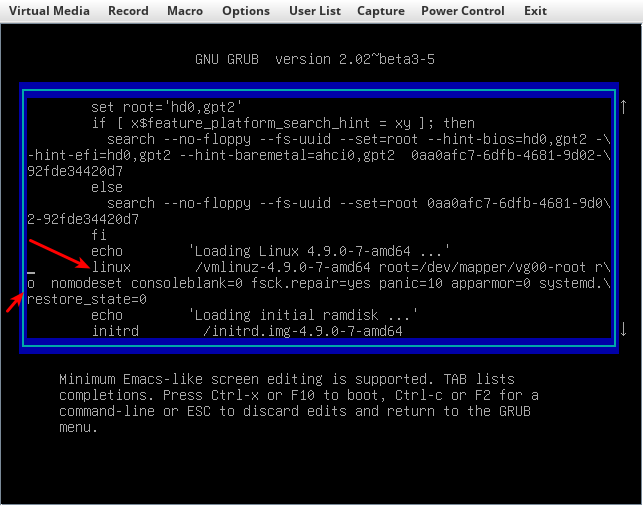 Virtual Media Record Macro Options User List Capture Power Control Exit
GNU GRUB version 2.02~beta3-5
set root='hd0,gpt2'
if [ x$feature_platform_search_hint = xy ]; then
search --no-floppy --fs-uuid --set=root --hint-bios=hd0,gpt2 -\
-hint-efi=hd0,gpt2 --hint-baremetal=ahci0,gpt2 0aa0afc7-6dfb-4681-9d02-\
92fde34420d7
else
search --no-floppy --fs-uuid --set=root 0aa0afc7-6dfb-4681-9d0\
2-92fde34420d7
fi
echo 'Loading Linux 4.9.0-7-amd64 ...'
linux /vmlinuz-4.9.0-7-amd64 root=/dev/mapper/vg00-root r\
o nomodeset consoleblank=0 fsck.repair=yes panic=10 apparmor=0 systemd.\
restore_state=0
echo 'Loading initial ramdisk ...'
initrd /initrd.img-4.9.0-7-amd64
Minimum Emacs-like screen editing is supported. TAB lists
completions. Press Ctrl-x or F10 to boot, Ctrl-c or F2 for a
command-line or ESC to discard edits and return to the GRUB
menu.